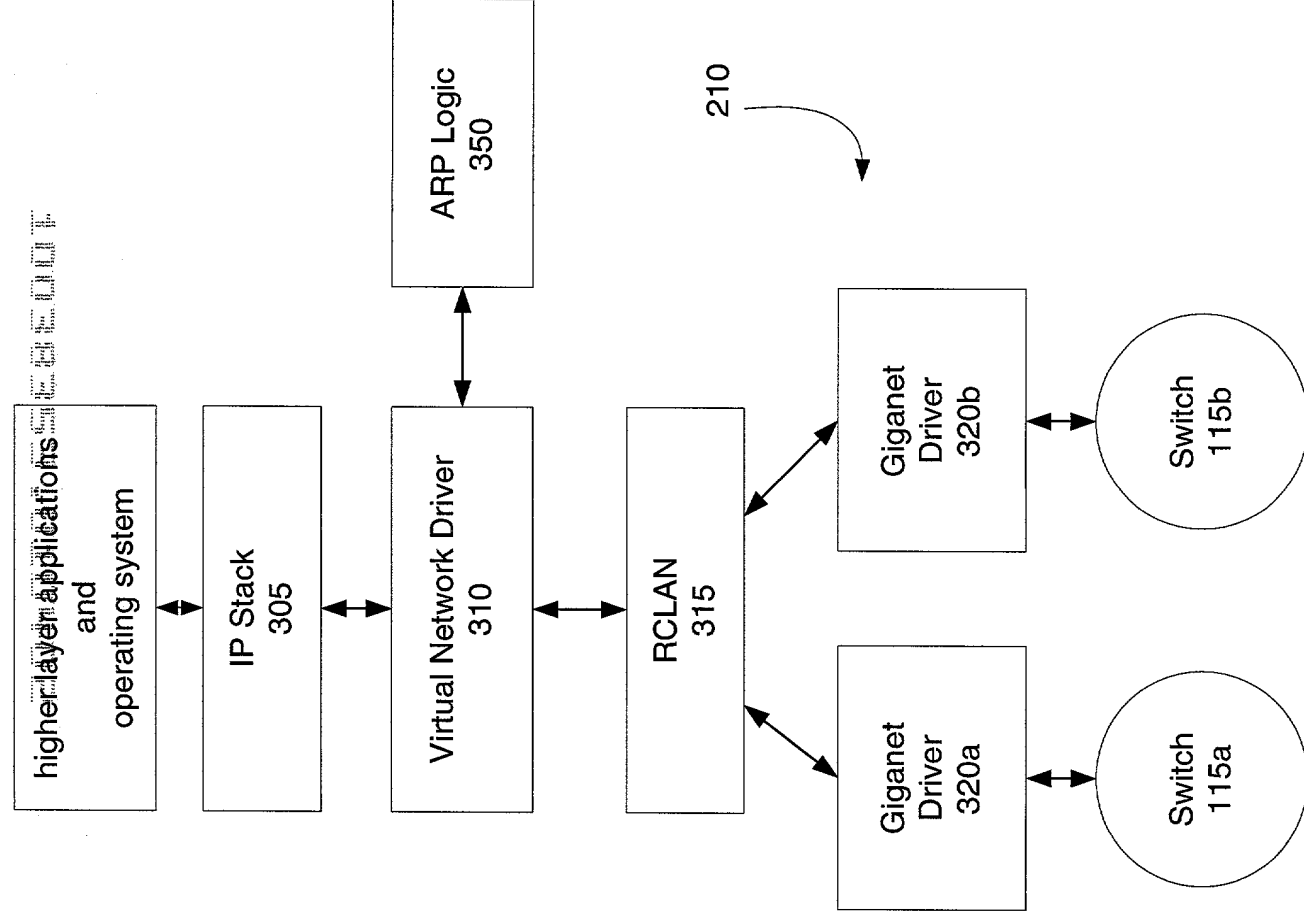 higher layer applications
and
operating system
IP Stack
305
Virtual Network Driver
310
ARP Logic
350
RCLAN
315
210
Giganet
Driver
320a
Giganet
Driver
320b
Switch
115a
Switch
115b